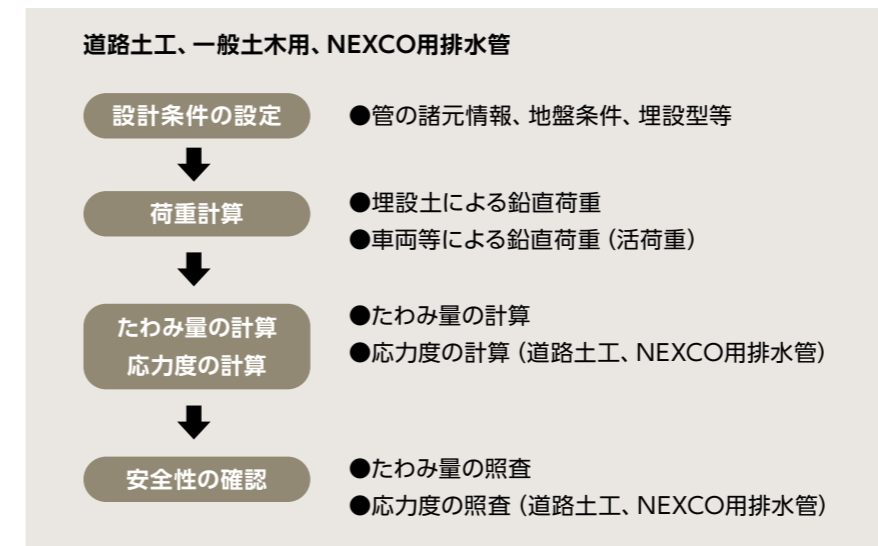 道路土工、一般土木用、NEXCO用排水管
設計条件の設定
●管の諸元情報、地盤条件、埋設型等
荷重計算
●埋設土による鉛直荷重
●車両等による鉛直荷重（活荷重）
たわみ量の計算
応力度の計算
●たわみ量の計算
●応力度の計算（道路土工、NEXCO用排水管）
安全性の確認
●たわみ量の照査
●応力度の照査（道路土工、NEXCO用排水管）